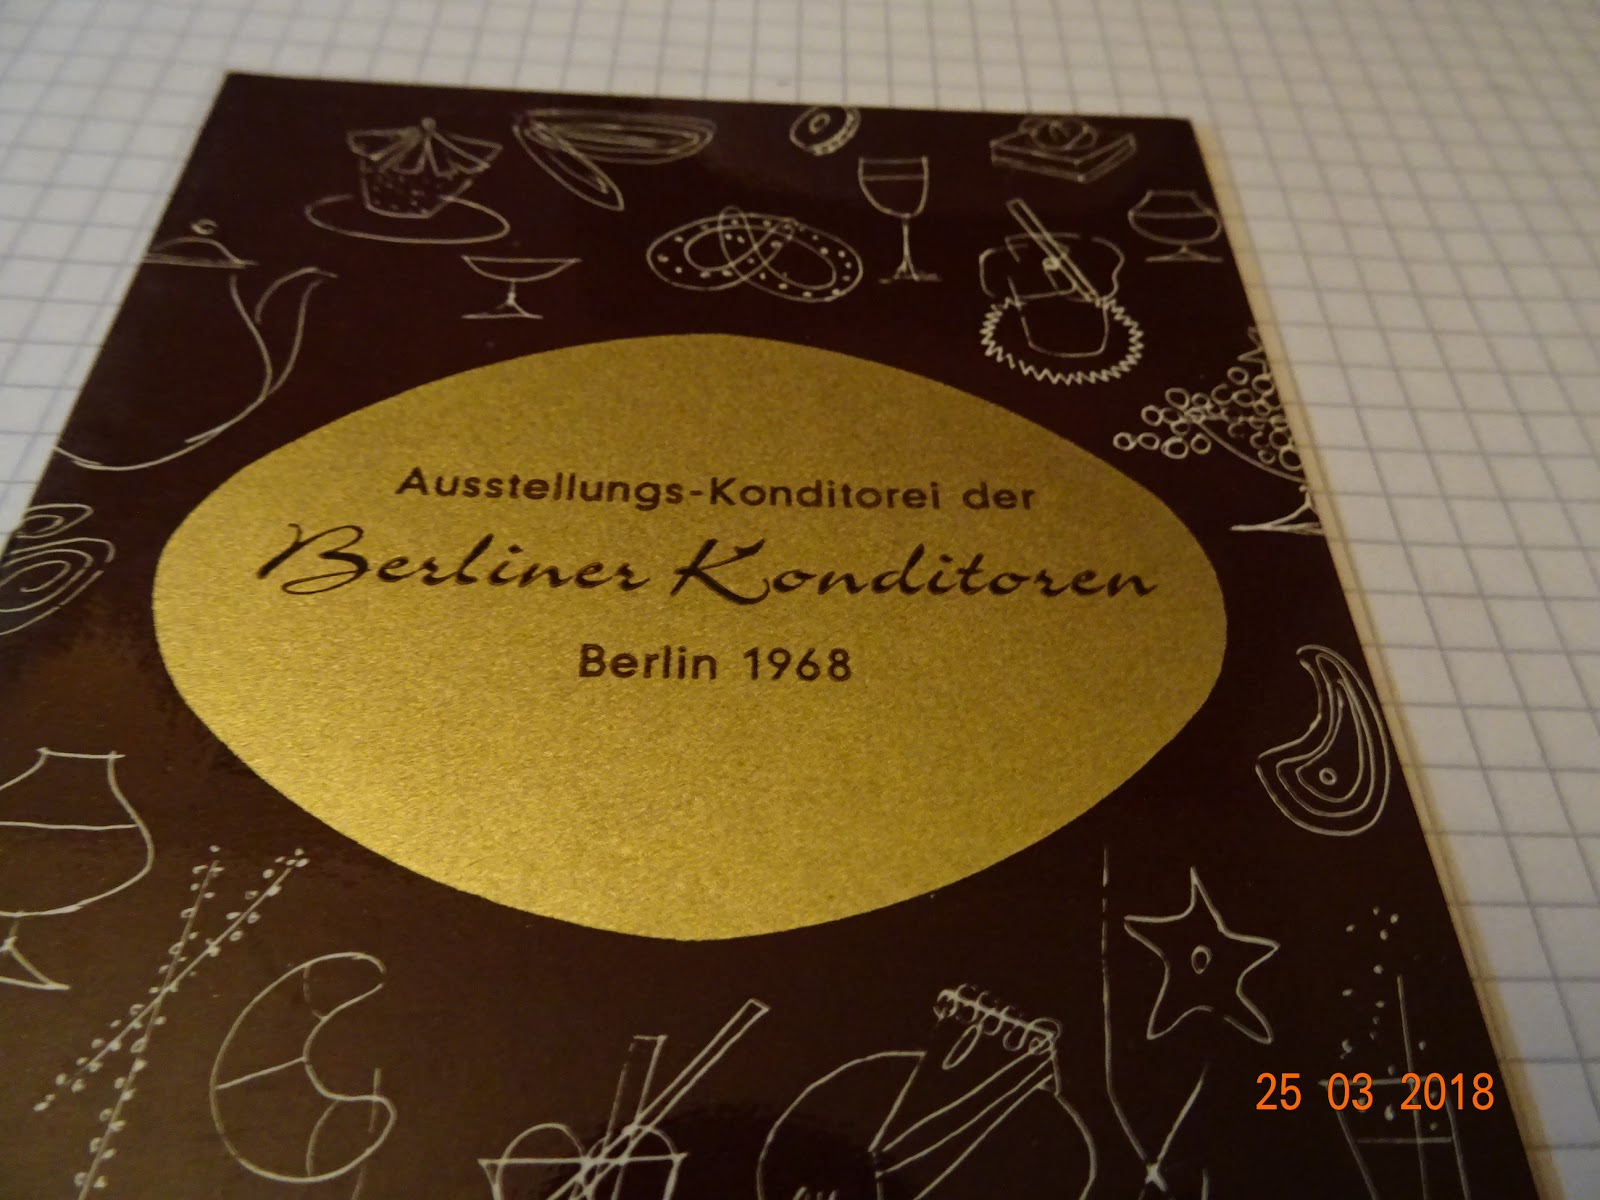 Ausstellungs-Konditorei der
Berliner Konditoren
Berlin 1968
25 03 2018